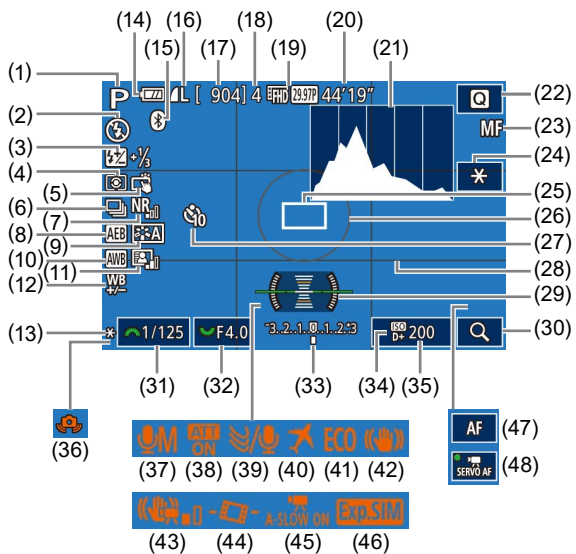 (14) (16) (17) (18) (19) (20)
(15) (21)
(1) P L [ 904] 4 FHD 29.97P 44'19" Q (22)
(2) MF (23)
(3) +1/3 (24)
(4) (25)
(5)
(6) NR (26)
(7) 10 (27)
(8) AEB A
(9)
(10) AWB (28)
(11)
(12) WB +/- (29)
(13) * 1/125 F4.0 -3..2..1..0..1..2..+3 ISO D+ 200 (30)
(31) (32) (33) (34) (35)
(36) M ATT ON ECO AF (47)
(37) (38) (39) (40) (41) (42) SERVO AF (48)
- - A-SLOW ON Exp.SIM
(43) (44) (45) (46)